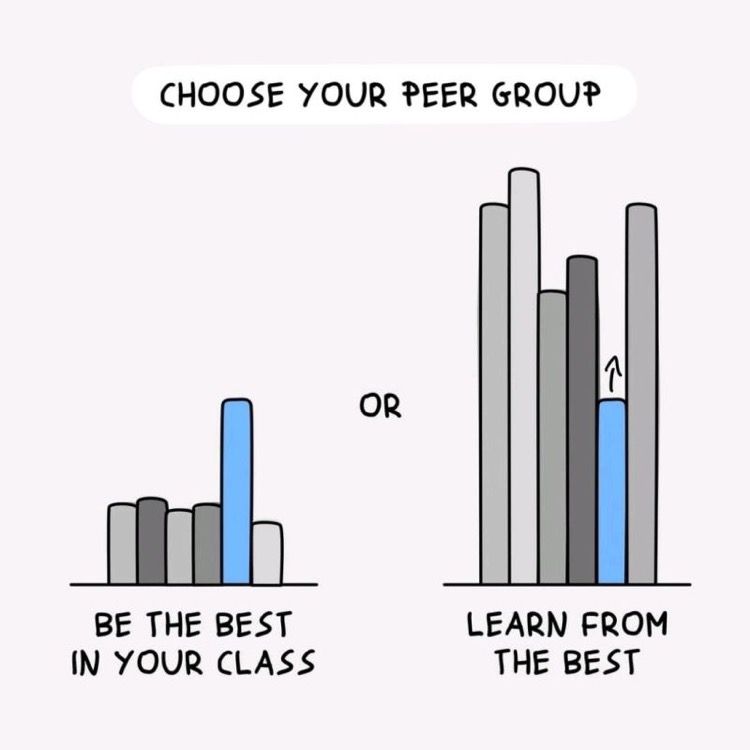 CHOOSE YOUR PEER GROUP
OR
BE THE BEST
IN YOUR CLASS
LEARN FROM
THE BEST